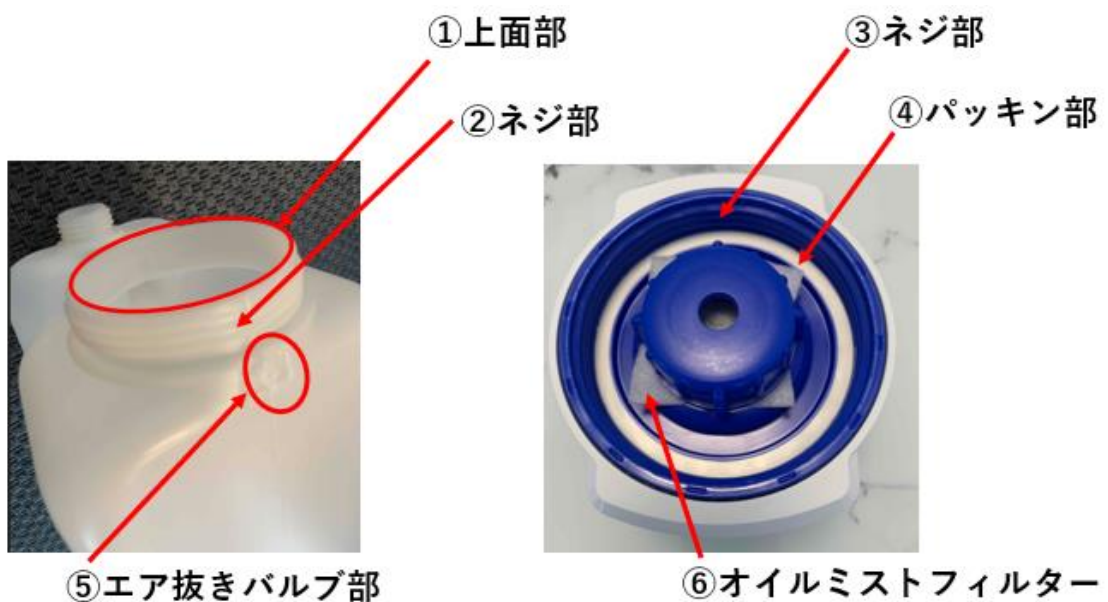 ①上面部
③ネジ部
②ネジ部
④パッキン部
⑤エア抜きバルブ部
⑥オイルミストフィルター